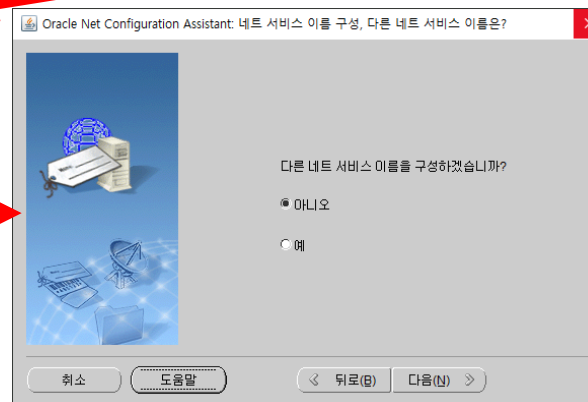 Oracle Net Configuration Assistant: 네트 서비스 이름 구성, 다른 네트 서비스 이름은?
다른 네트 서비스 이름을 구성하겠습니까?
아니오
예
취소 도움말 뒤로(B) 다음(N)